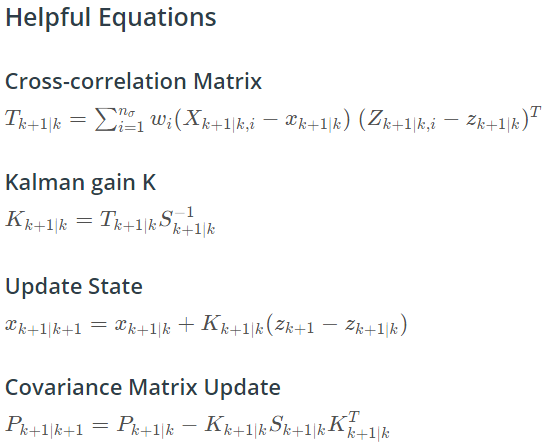 Helpful Equations
Cross-correlation Matrix
$T_{k+1|k} = \sum_{i=1}^{n_\sigma} w_i (X_{k+1|k,i} - x_{k+1|k}) \ (Z_{k+1|k,i} - z_{k+1|k})^T$
Kalman gain K
$K_{k+1|k} = T_{k+1|k} S_{k+1|k}^{-1}$
Update State
$x_{k+1|k+1} = x_{k+1|k} + K_{k+1|k} (z_{k+1} - z_{k+1|k})$
Covariance Matrix Update
$P_{k+1|k+1} = P_{k+1|k} - K_{k+1|k} S_{k+1|k} K_{k+1|k}^T$